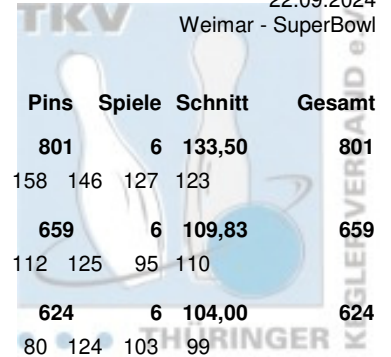 22.09.2024
TKV
Weimar - SuperBowl
Pins Spiele Schnitt Gesamt
801 6 133,50 801
158 146 127 123
659 6 109,83 659
112 125 95 110
624 6 104,00 624
80 124 103 99
THÜRINGER
KEGLER VERBAND e.V.